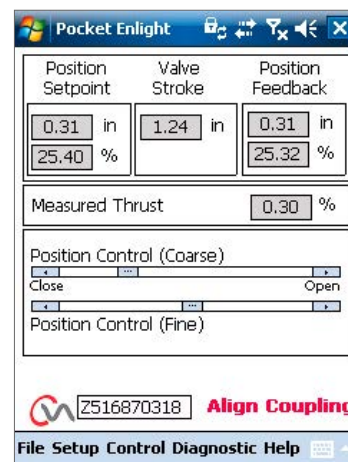 Pocket Enlight
Position Setpoint
Valve Stroke
Position Feedback
0.31 in
1.24 in
0.31 in
25.40 %
25.32 %
Measured Thrust
0.30 %
Position Control (Coarse)
Close
Open
Position Control (Fine)
Z516870318
Align Coupling
File Setup Control Diagnostic Help